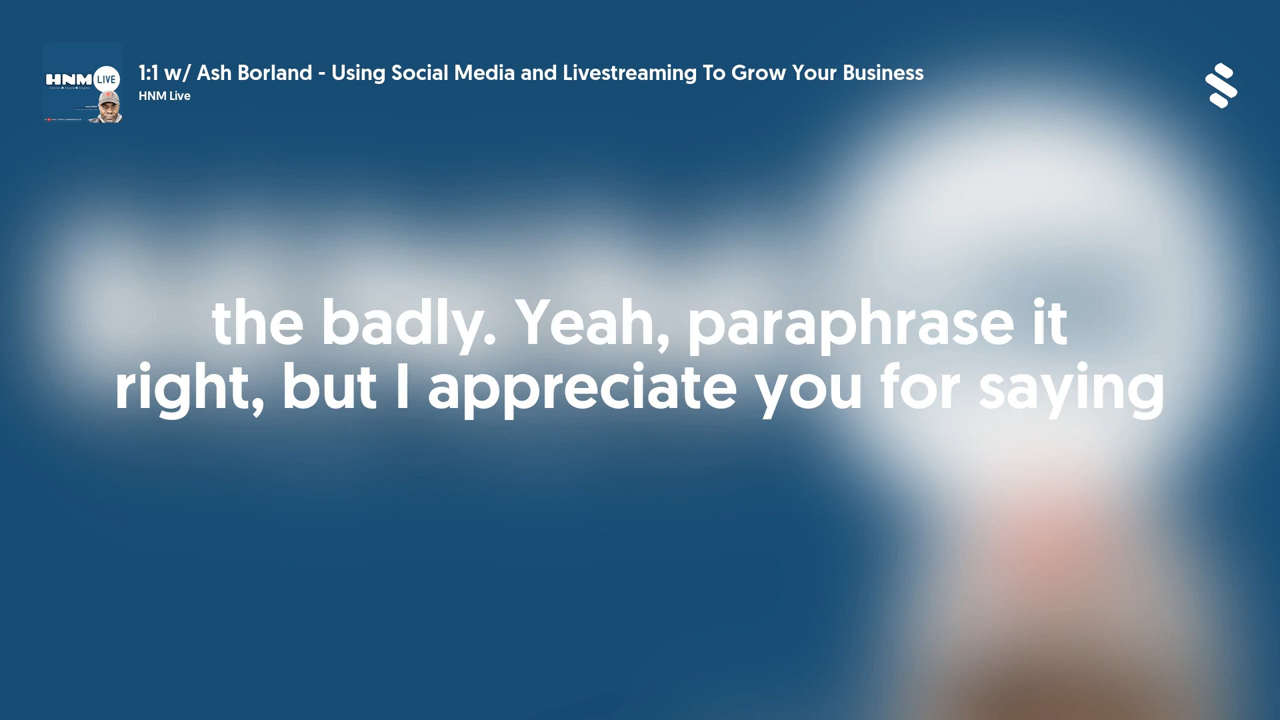 HNM LIVE
1:1 w/ Ash Borland - Using Social Media and Livestreaming To Grow Your Business
HNM Live
the badly. Yeah, paraphrase it
right, but I appreciate you for saying